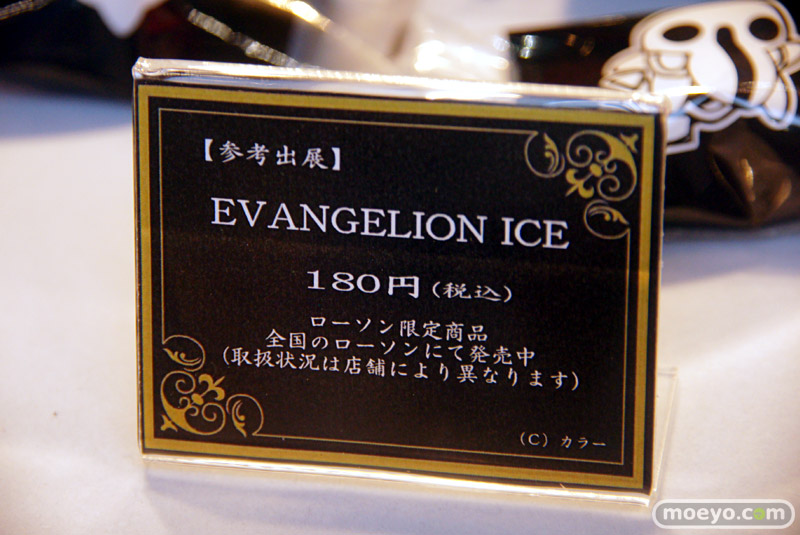 【参考出展】
EVANGELION ICE
180円(税込)
ローソン限定商品
全国のローソンにて発売中
(取扱状況は店舗により異なります)
(C) カラー
moeyo.com